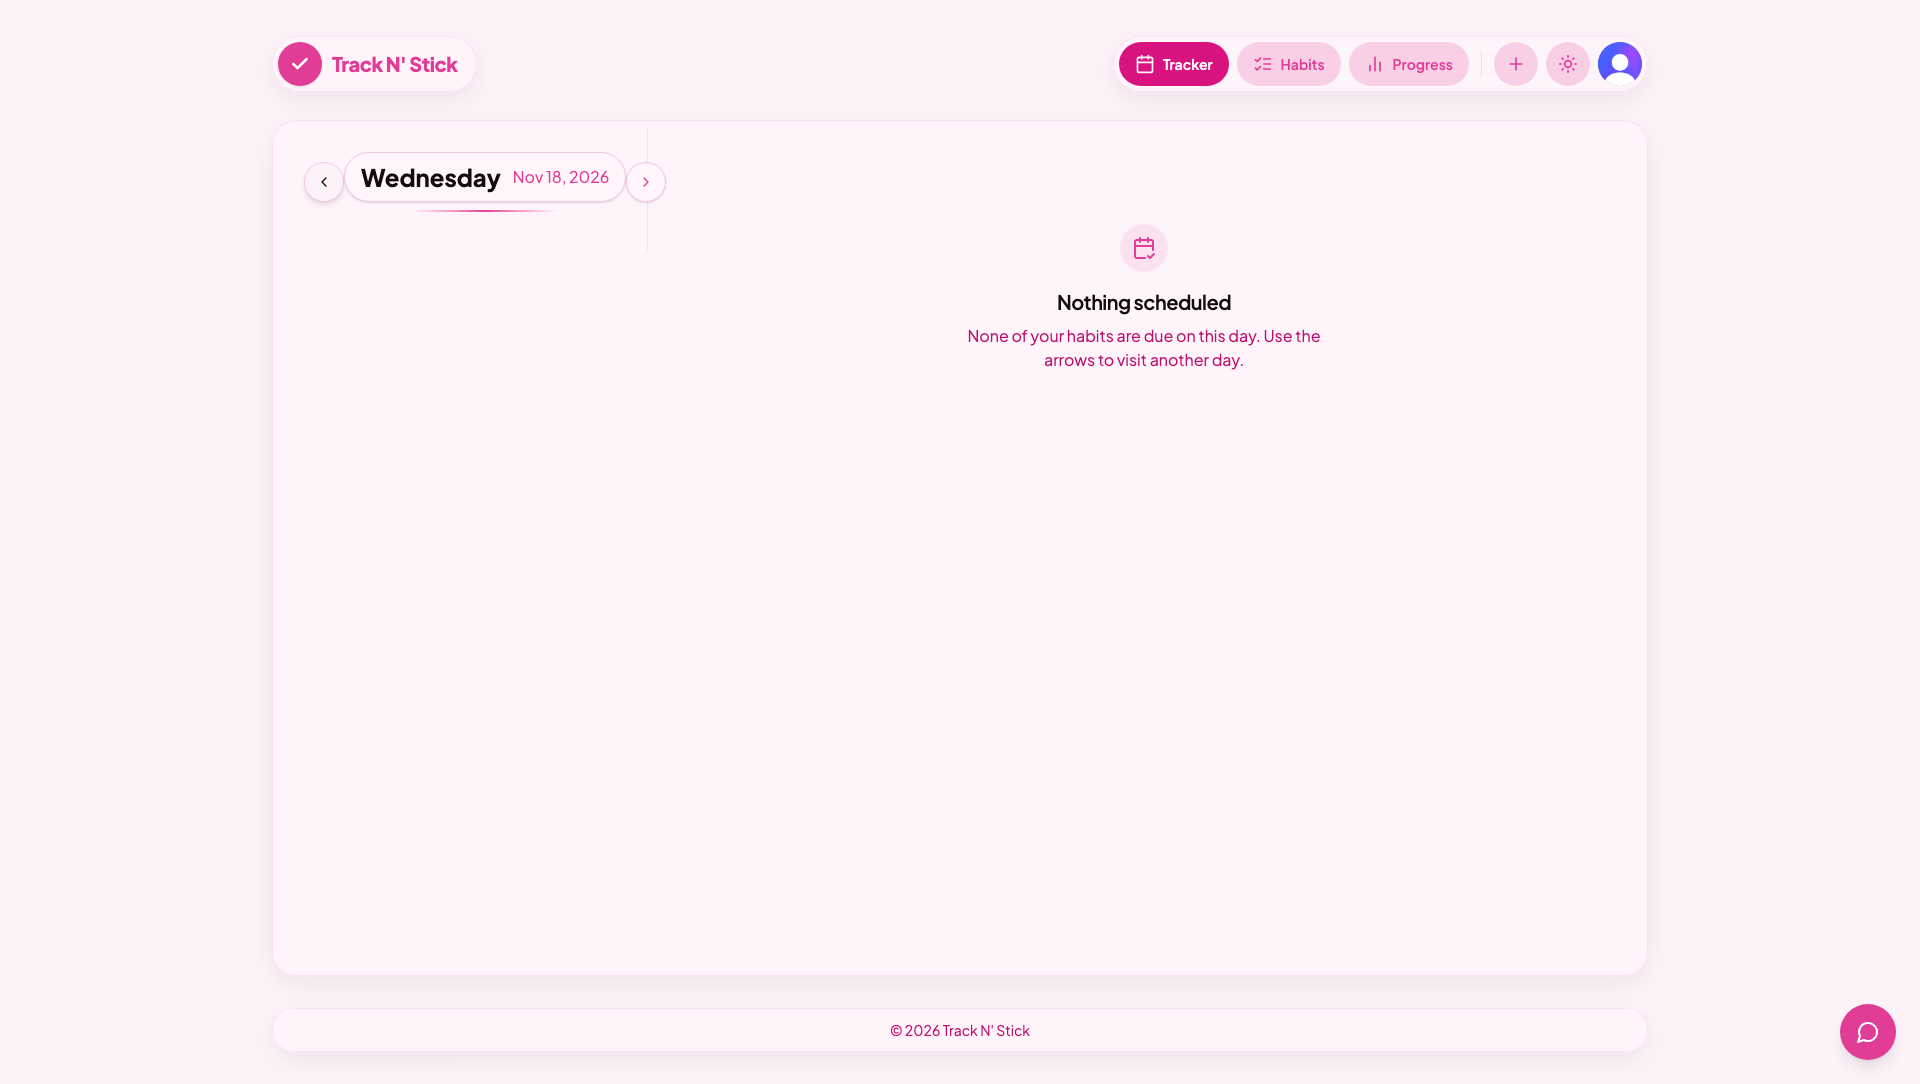 Track N' Stick
Tracker
Habits
Progress
Wednesday Nov 18, 2026
Nothing scheduled
None of your habits are due on this day. Use the
arrows to visit another day.
© 2026 Track N' Stick